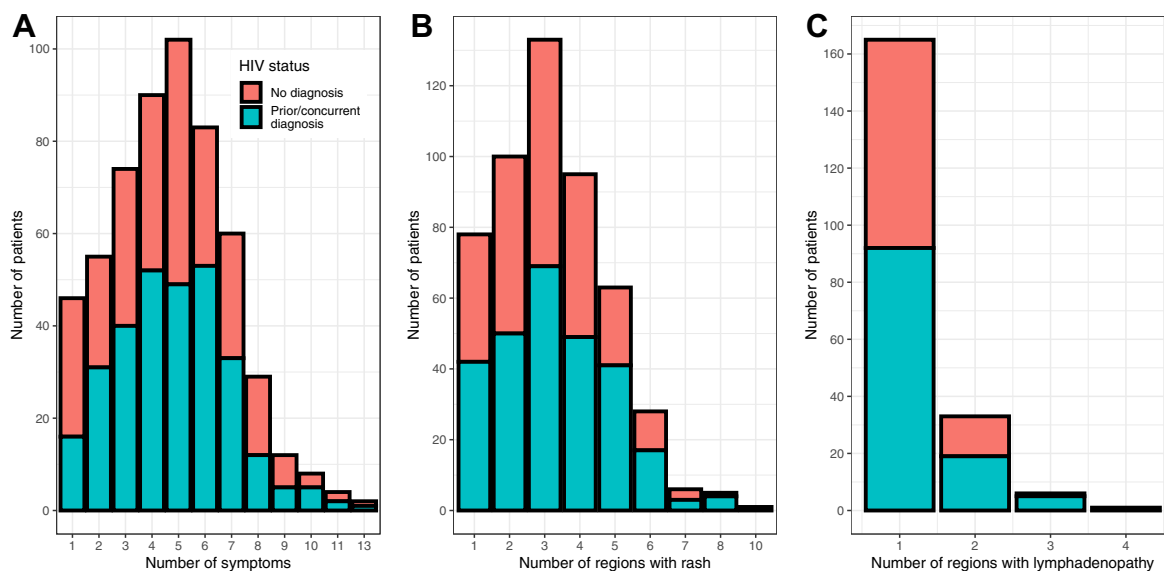 A
Number of patients
100
80
60
40
20
0
HIV status
No diagnosis
Prior/concurrent
diagnosis
1 2 3 4 5 6 7 8 9 10 11 13
Number of symptoms
B
Number of patients
120
100
80
60
40
20
0
1 2 3 4 5 6 7 8 10
Number of regions with rash
C
Number of patients
160
140
120
100
80
60
40
20
0
1 2 3 4
Number of regions with lymphadenopathy